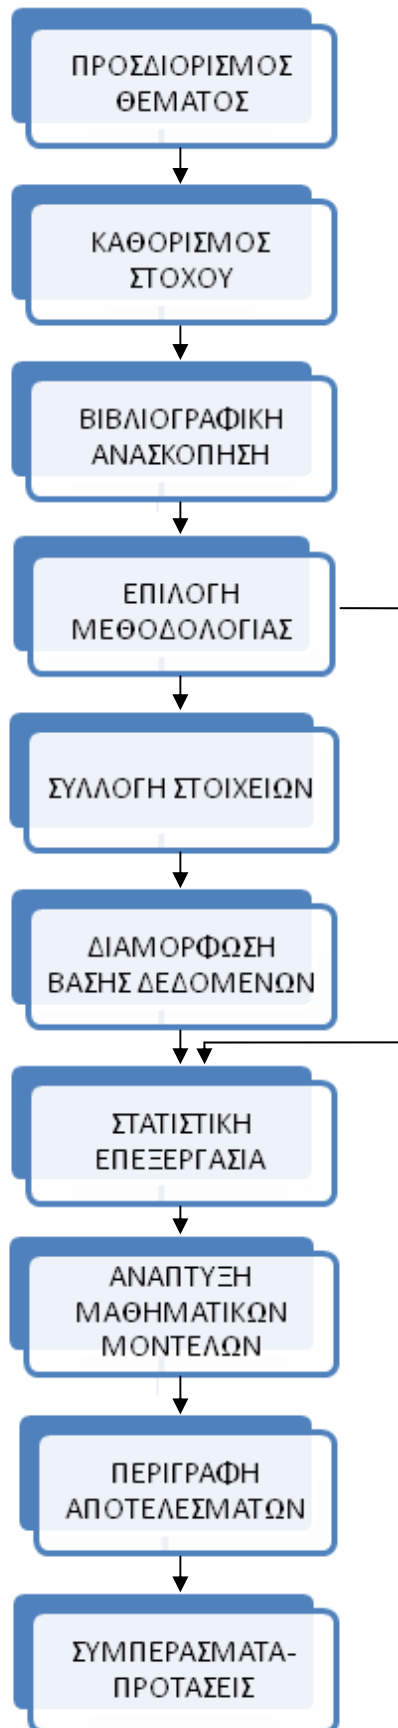 ΠΡΟΣΔΙΟΡΙΣΜΟΣ
ΘΕΜΑΤΟΣ
ΚΑΘΟΡΙΣΜΟΣ
ΣΤΟΧΟΥ
ΒΙΒΛΙΟΓΡΑΦΙΚΗ
ΑΝΑΣΚΟΠΗΣΗ
ΕΠΙΛΟΓΗ
ΜΕΘΟΔΟΛΟΓΙΑΣ
ΣΥΛΛΟΓΗ ΣΤΟΙΧΕΙΩΝ
ΔΙΑΜΟΡΦΩΣΗ
ΒΑΣΗΣ ΔΕΔΟΜΕΝΩΝ
ΣΤΑΤΙΣΤΙΚΗ
ΕΠΕΞΕΡΓΑΣΙΑ
ΑΝΑΠΤΥΞΗ
ΜΑΘΗΜΑΤΙΚΩΝ
ΜΟΝΤΕΛΩΝ
ΠΕΡΙΓΡΑΦΗ
ΑΠΟΤΕΛΕΣΜΑΤΩΝ
ΣΥΜΠΕΡΑΣΜΑΤΑ-
ΠΡΟΤΑΣΕΙΣ